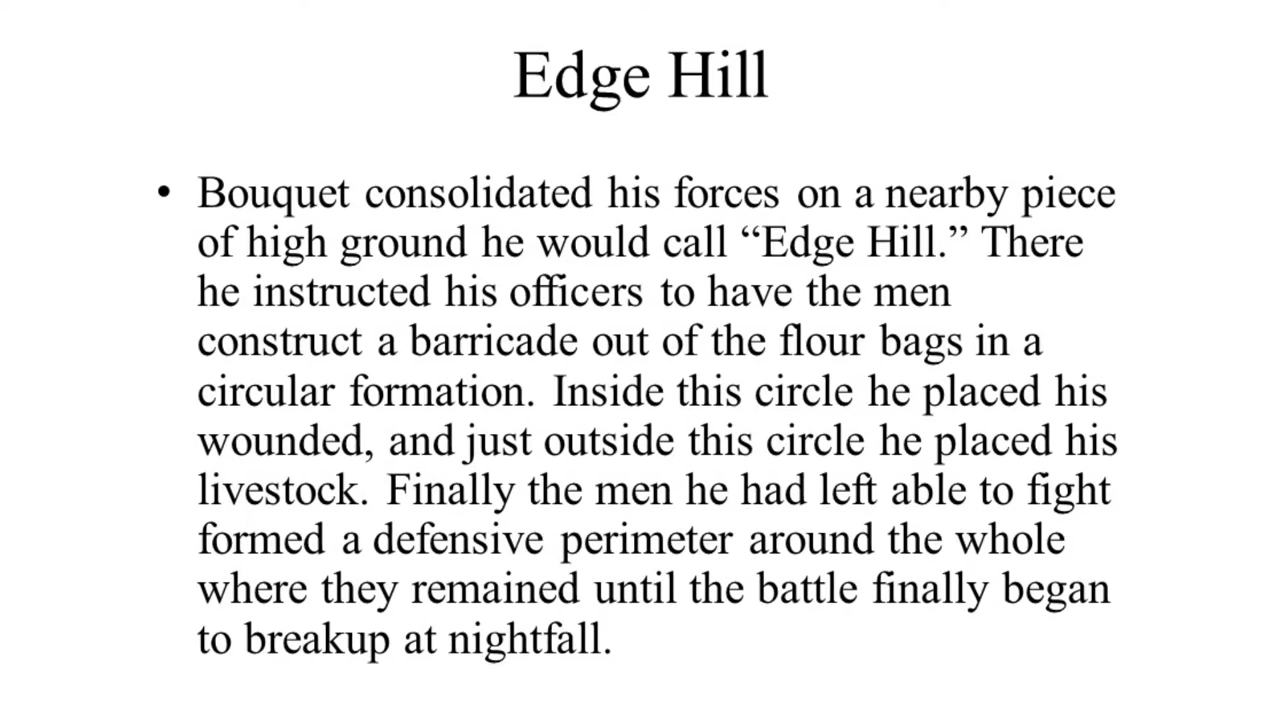 Edge Hill
• Bouquet consolidated his forces on a nearby piece
of high ground he would call “Edge Hill.” There
he instructed his officers to have the men
construct a barricade out of the flour bags in a
circular formation. Inside this circle he placed his
wounded, and just outside this circle he placed his
livestock. Finally the men he had left able to fight
formed a defensive perimeter around the whole
where they remained until the battle finally began
to breakup at nightfall.